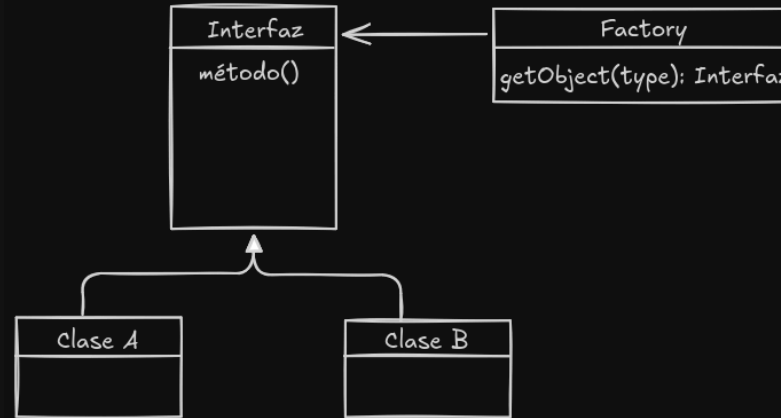 Interfaz
método()
Factory
getObject(type): Interfaz
Clase A
Clase B